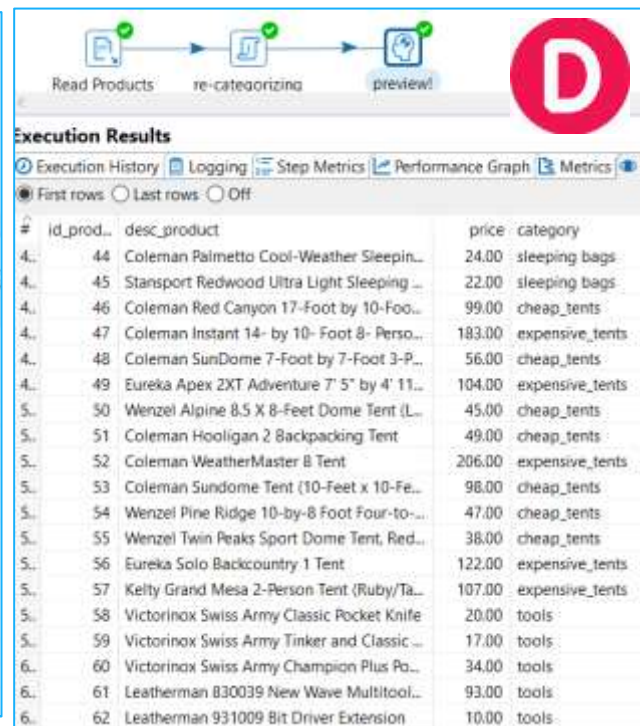 D
Read Products re-categorizing preview!
Execution Results
Execution History Logging Step Metrics Performance Graph Metrics
First rows Last rows Off
# id_prod... desc_product price category
4.. 44 Coleman Palmetto Cool-Weather Sleepin... 24.00 sleeping bags
4.. 45 Stansport Redwood Ultra Light Sleeping ... 22.00 sleeping bags
4.. 46 Coleman Red Canyon 17-Foot by 10-Foo... 99.00 cheap_tents
4.. 47 Coleman Instant 14- by 10- Foot 8- Perso... 183.00 expensive_tents
4.. 48 Coleman SunDome 7-Foot by 7-Foot 3-P... 56.00 cheap_tents
4.. 49 Eureka Apex 2XT Adventure 7' 5" by 4' 11... 104.00 expensive_tents
5.. 50 Wenzel Alpine 8.5 X 8-Feet Dome Tent (L... 45.00 cheap_tents
5.. 51 Coleman Hooligan 2 Backpacking Tent 49.00 cheap_tents
5.. 52 Coleman WeatherMaster 8 Tent 206.00 expensive_tents
5.. 53 Coleman Sundome Tent (10-Feet x 10-Fe... 98.00 cheap_tents
5.. 54 Wenzel Pine Ridge 10-by-8 Foot Four-to-... 47.00 cheap_tents
5.. 55 Wenzel Twin Peaks Sport Dome Tent, Red... 38.00 cheap_tents
5.. 56 Eureka Solo Backcountry 1 Tent 122.00 expensive_tents
5.. 57 Kelty Grand Mesa 2-Person Tent (Ruby/Ta... 107.00 expensive_tents
5.. 58 Victorinox Swiss Army Classic Pocket Knife 20.00 tools
5.. 59 Victorinox Swiss Army Tinker and Classic ... 17.00 tools
6.. 60 Victorinox Swiss Army Champion Plus Po... 34.00 tools
6.. 61 Leatherman 830039 New Wave Multitool... 93.00 tools
6.. 62 Leatherman 931009 Bit Driver Extension 10.00 tools